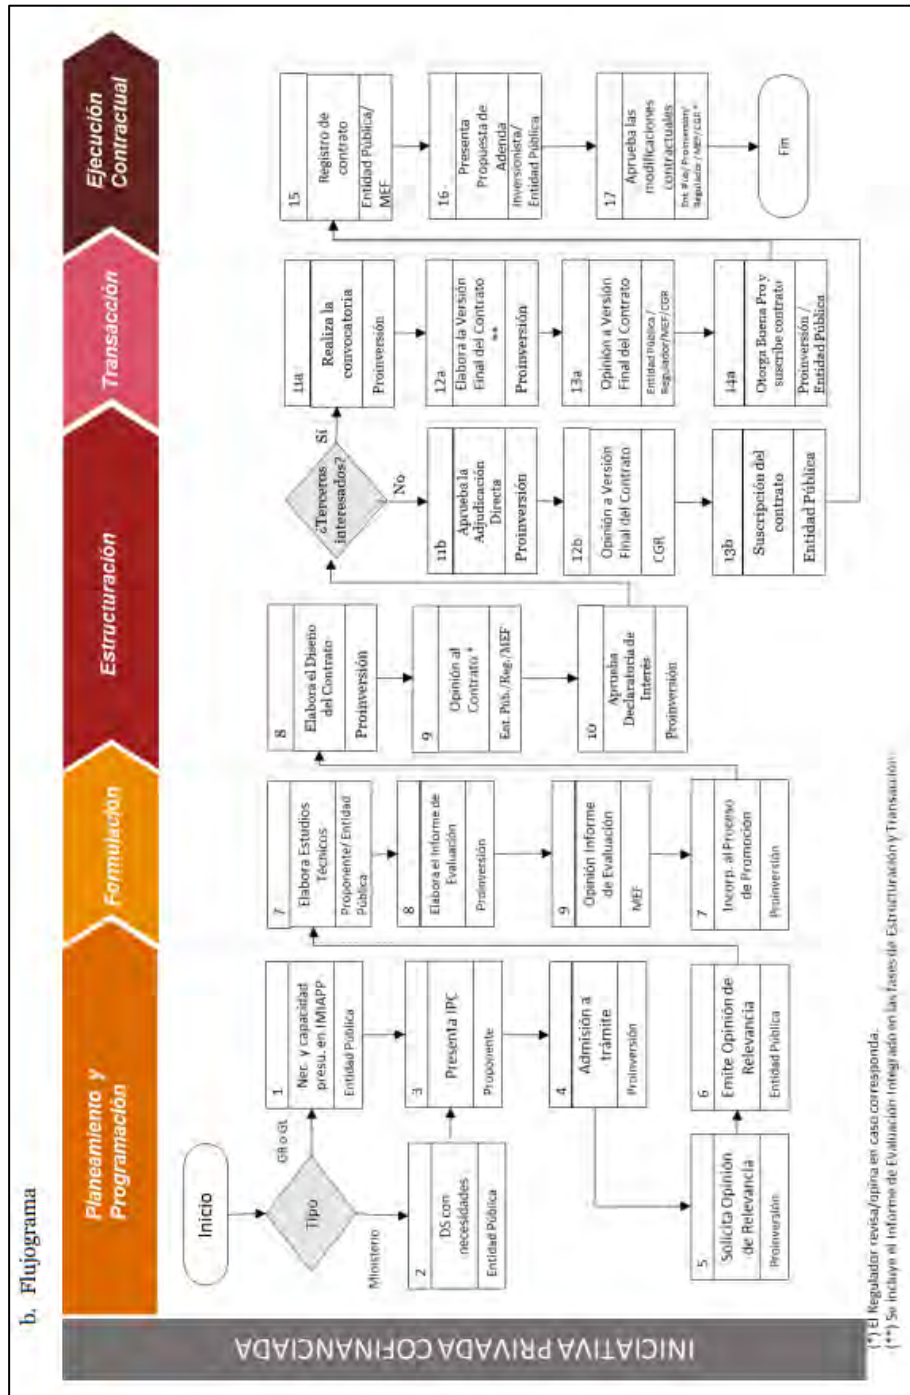 b. Flujograma
INICIATIVA PRIVADA COFINANCIADA
Planeamiento y
Programación
Formulación
Estructuración
Transacción
Ejecución
Contractual
Inicio
Tipo
GR o GL
Ministerio
1
Nec. y capacidad
presu. en IMIAPP
Entidad Pública
2
DS con
necesidades
Entidad Pública
3
Presenta IPC
Proponente
4
Admisión a
trámite
Proinversión
5
Solicita Opinión
de Relevancia
Proinversión
6
Emite Opinión de
Relevancia
Entidad Pública
7
Elabora Estudios
Técnicos
Proponente/ Entidad
Pública
8
Elabora el Informe de
Evaluación
Proinversión
9
Opinión Informe
de Evaluación
MEF
7
Incorp. al Proceso
de Promoción
Proinversión
8
Elabora el Diseño
del Contrato
Proinversión
9
Opinión al
Contrato *
Ent. Púb./Reg./MEF
10
Aprueba
Declaratoria de
Interés
Proinversión
¿Terceros
interesados?
Sí
No
11a
Realiza la
convocatoria
Proinversión
12a
Elabora la Versión
Final del Contrato
**
Proinversión
13a
Opinión a Versión
Final del Contrato
Entidad Pública /
Regulador/MEF/CGR
14a
Otorga Buena Pro y
suscribe contrato
Proinversión /
Entidad Pública
11b
Aprueba la
Adjudicación
Directa
Proinversión
12b
Opinión a Versión
Final del Contrato
CGR
13b
Suscripción del
contrato
Entidad Pública
15
Registro de
contrato
Entidad Pública/
MEF
16
Presenta
Propuesta de
Adenda
Inversionista/
Entidad Pública
17
Aprueba las
modificaciones
contractuales
Regulador / MEF/CGR *
Fin
(*) El Regulador revisa/opina en caso corresponda.
(**) Se incluye el Informe de Evaluación Integrado en las fases de Estructuración y Transacción